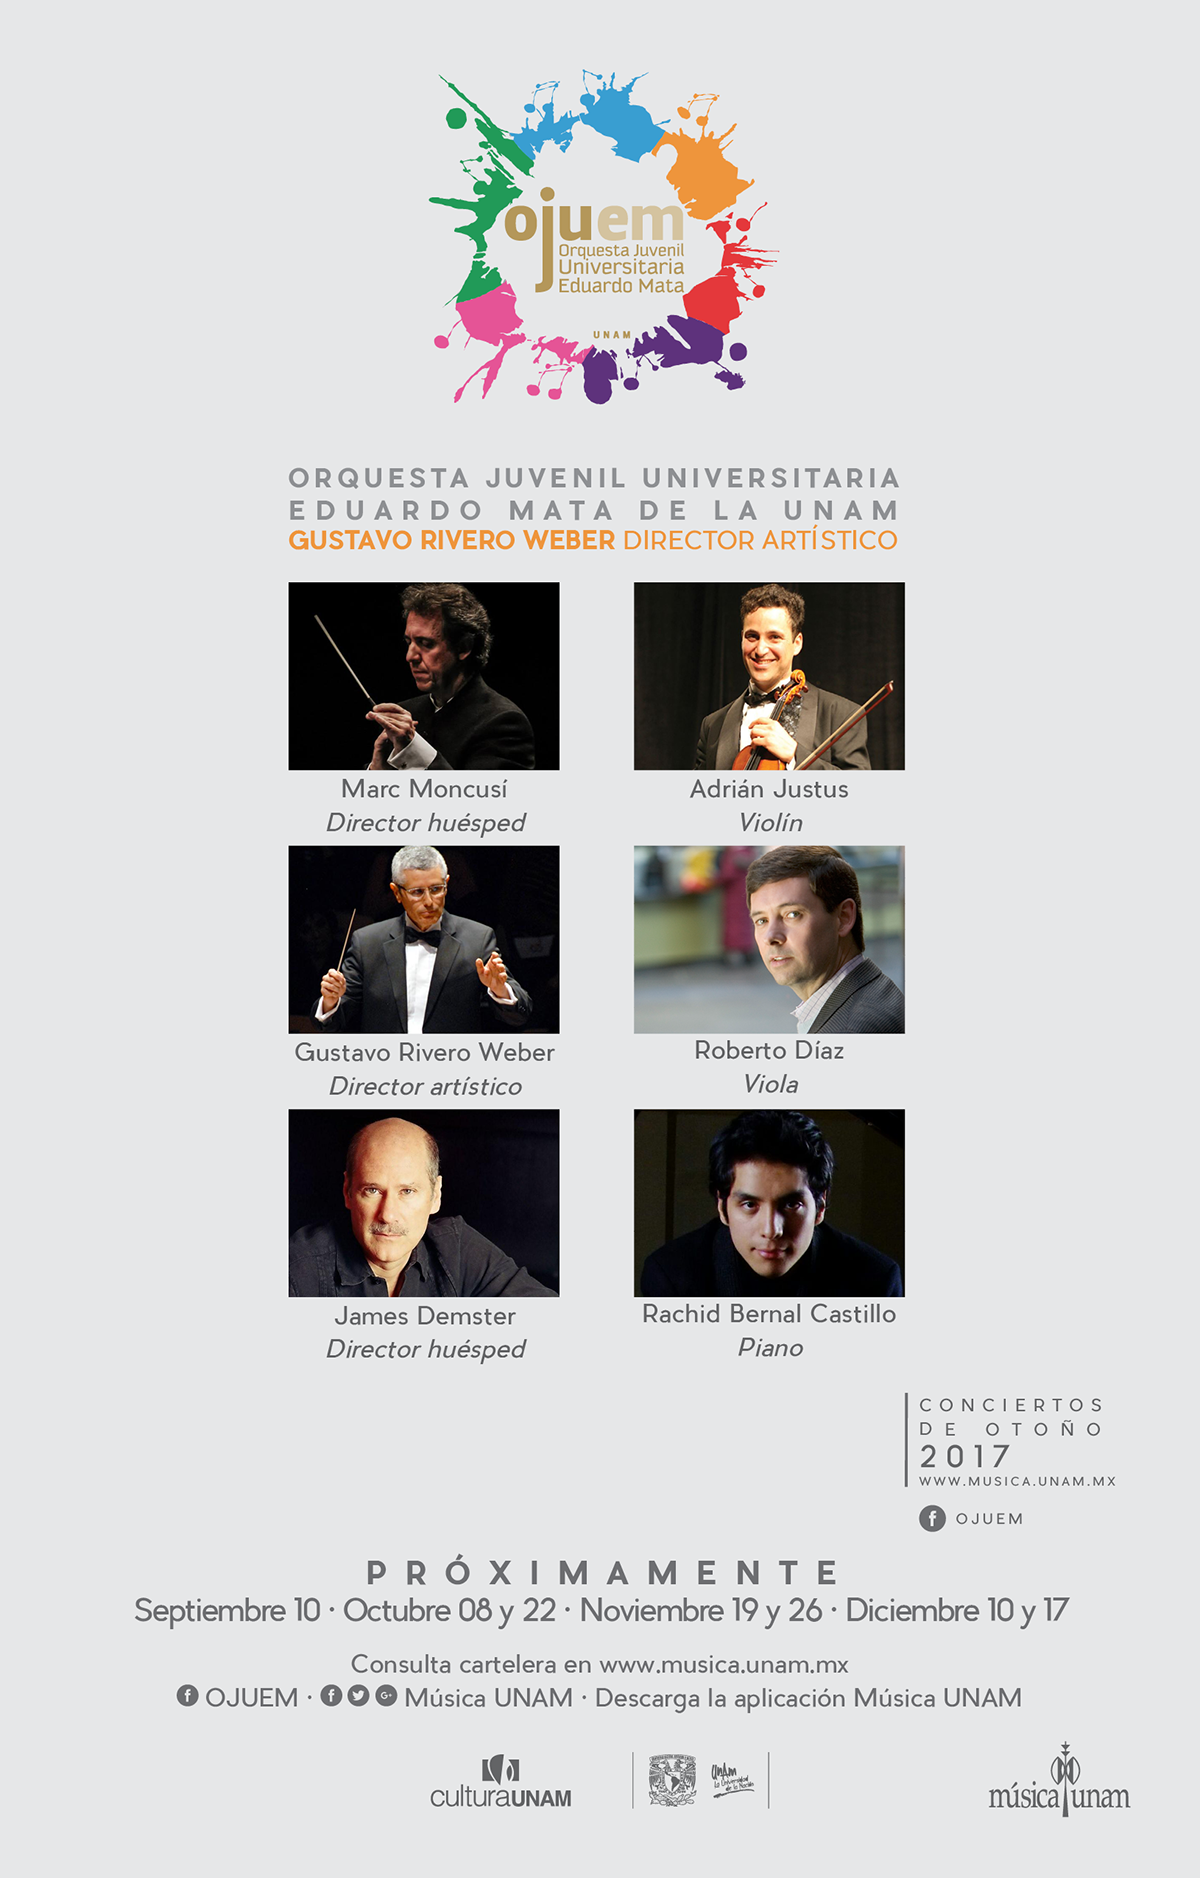 ojuem
Orquesta Juvenil
Universitaria
Eduardo Mata
UNAM
ORQUESTA JUVENIL UNIVERSITARIA
EDUARDO MATA DE LA UNAM
GUSTAVO RIVERO WEBER DIRECTOR ARTÍSTICO
Marc Moncusí
Director huésped
Adrián Justus
Violín
Gustavo Rivero Weber
Director artístico
Roberto Díaz
Viola
James Demster
Director huésped
Rachid Bernal Castillo
Piano
CONCIERTOS
DE OTOÑO
2017
WWW.MUSICA.UNAM.MX
OJUEM
PRÓXIMAMENTE
Septiembre 10 · Octubre 08 y 22 · Noviembre 19 y 26 · Diciembre 10 y 17
Consulta cartelera en www.musica.unam.mx
OJUEM · Música UNAM · Descarga la aplicación Música UNAM
culturaUNAM
UNAM
La Universidad
de la Nación
música unam